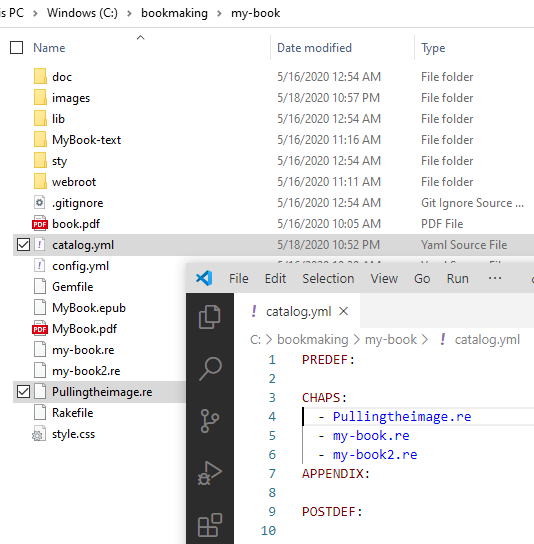 is PC > Windows (C:) > bookmaking > my-book
Name Date modified Type
doc 5/16/2020 12:54 AM File folder
images 5/18/2020 10:57 PM File folder
lib 5/16/2020 12:54 AM File folder
MyBook-text 5/16/2020 11:16 AM File folder
sty 5/16/2020 12:54 AM File folder
webroot 5/16/2020 11:11 AM File folder
.gitignore 5/16/2020 12:54 AM Git Ignore Source ...
PDF book.pdf 5/16/2020 10:05 AM PDF File
catalog.yml 5/18/2020 10:52 PM Yaml Source File
config.yml
Gemfile
MyBook.epub
PDF MyBook.pdf
my-book.re
my-book2.re
Pullingtheimage.re
Rakefile
style.css
File Edit Selection View Go Run ...
! catalog.yml ×
C: > bookmaking > my-book > ! catalog.yml
1 PREDEF:
2
3 CHAPS:
4 - Pullingtheimage.re
5 - my-book.re
6 - my-book2.re
7 APPENDIX:
8
9 POSTDEF:
10